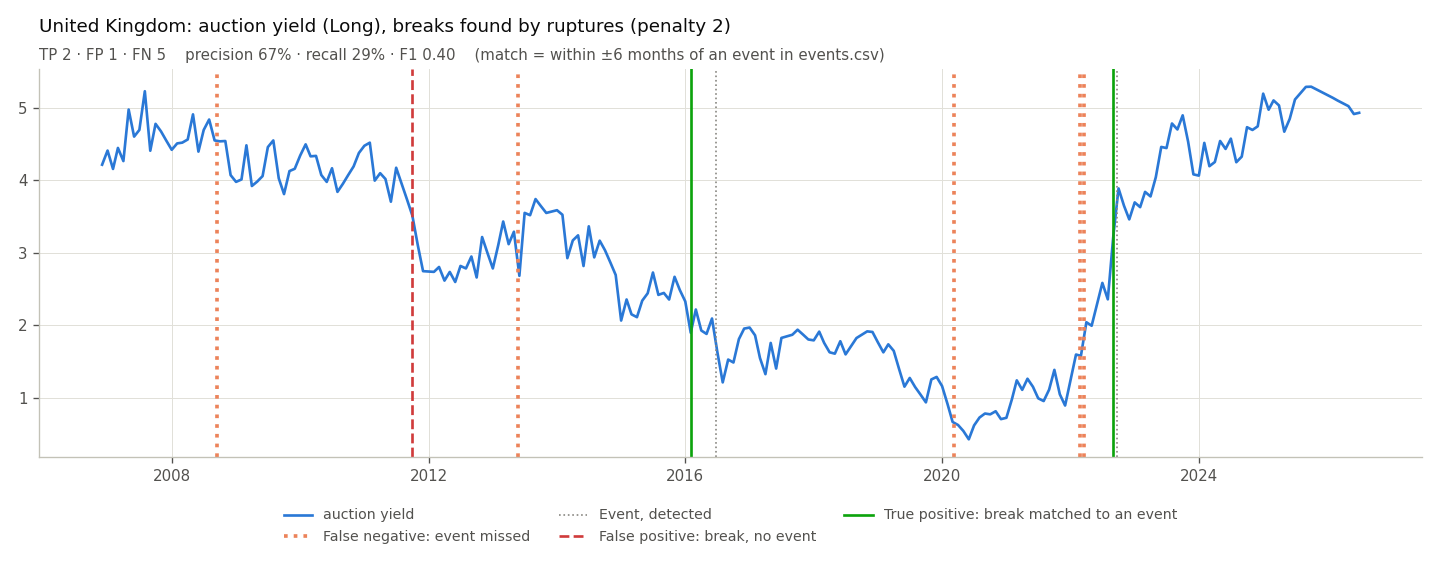 United Kingdom: auction yield (Long), breaks found by ruptures (penalty 2)
TP 2 · FP 1 · FN 5    precision 67% · recall 29% · F1 0.40    (match = within ±6 months of an event in events.csv)
5
4
3
2
1
2008 2012 2016 2020 2024
auction yield
False negative: event missed
Event, detected
False positive: break, no event
True positive: break matched to an event